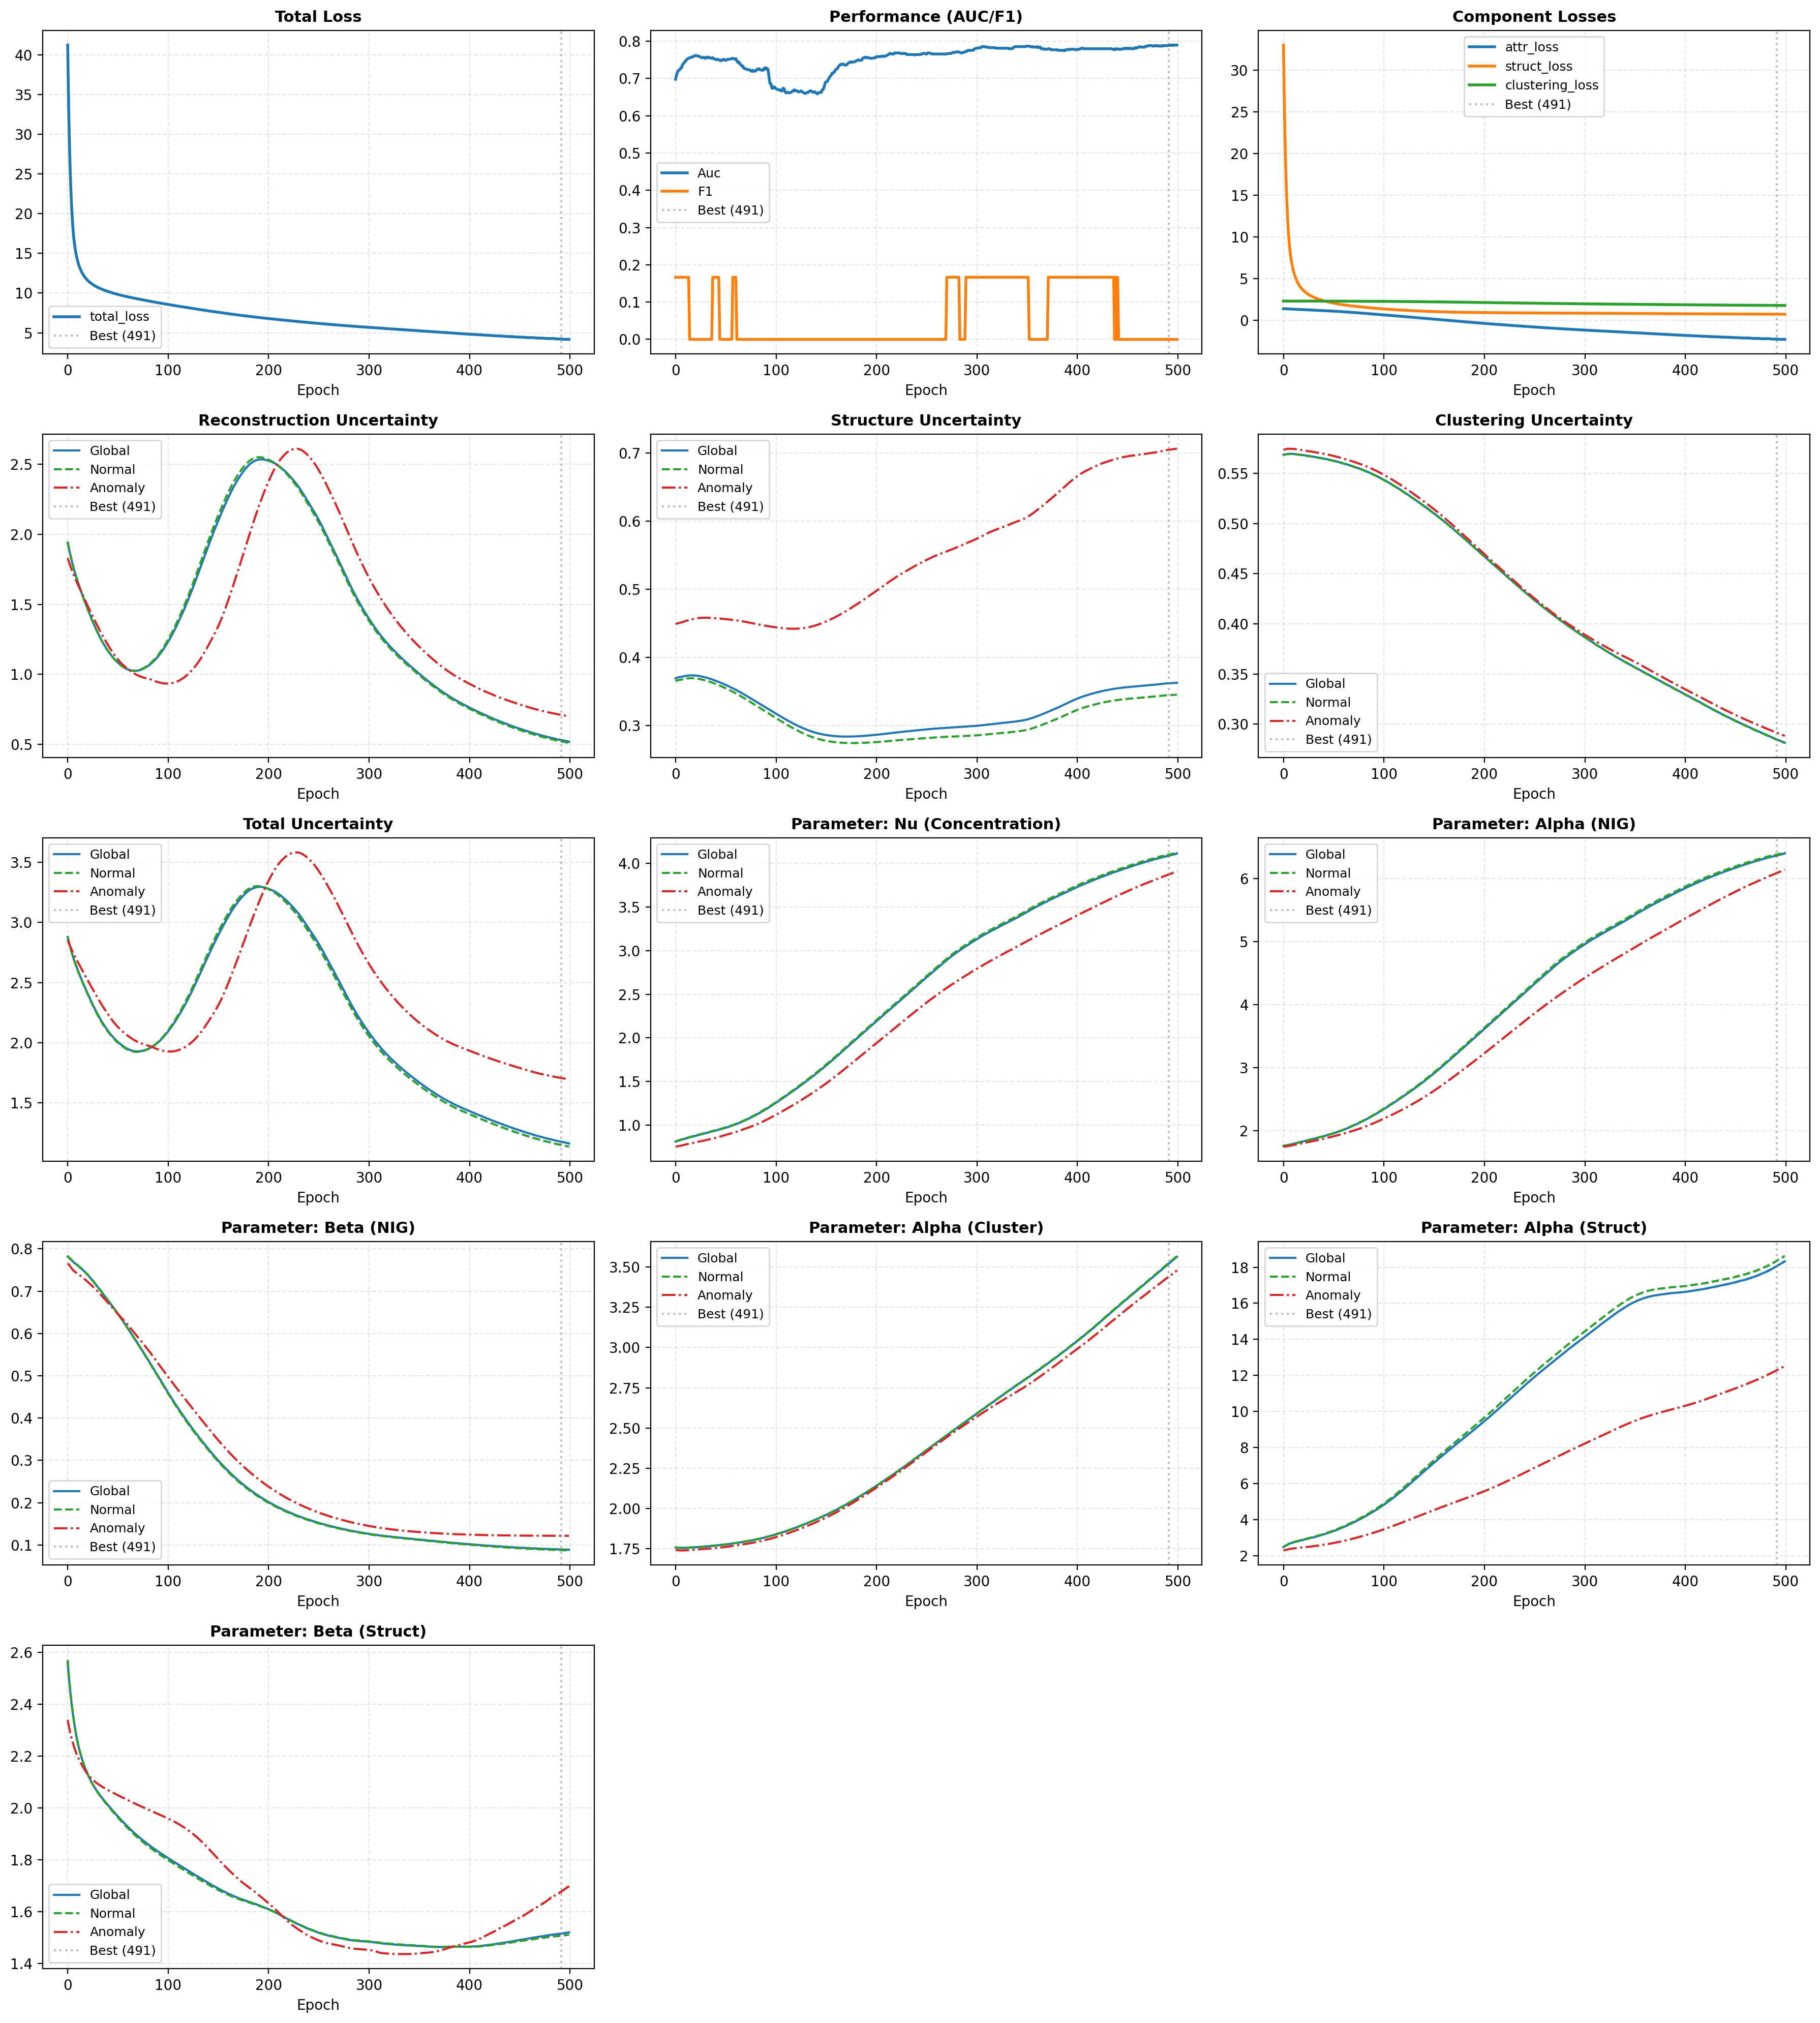 Total Loss
40
35
30
25
20
15
10
5
total_loss
Best (491)
0 100 200 300 400 500
Epoch
Performance (AUC/F1)
0.8
0.7
0.6
0.5
0.4
0.3
0.2
0.1
0.0
Auc
F1
Best (491)
0 100 200 300 400 500
Epoch
Component Losses
30
25
20
15
10
5
0
attr_loss
struct_loss
clustering_loss
Best (491)
0 100 200 300 400 500
Epoch
Reconstruction Uncertainty
2.5
2.0
1.5
1.0
0.5
Global
Normal
Anomaly
Best (491)
0 100 200 300 400 500
Epoch
Structure Uncertainty
0.7
0.6
0.5
0.4
0.3
Global
Normal
Anomaly
Best (491)
0 100 200 300 400 500
Epoch
Clustering Uncertainty
0.55
0.50
0.45
0.40
0.35
0.30
Global
Normal
Anomaly
Best (491)
0 100 200 300 400 500
Epoch
Total Uncertainty
3.5
3.0
2.5
2.0
1.5
Global
Normal
Anomaly
Best (491)
0 100 200 300 400 500
Epoch
Parameter: Nu (Concentration)
4.0
3.5
3.0
2.5
2.0
1.5
1.0
Global
Normal
Anomaly
Best (491)
0 100 200 300 400 500
Epoch
Parameter: Alpha (NIG)
6
5
4
3
2
Global
Normal
Anomaly
Best (491)
0 100 200 300 400 500
Epoch
Parameter: Beta (NIG)
0.8
0.7
0.6
0.5
0.4
0.3
0.2
0.1
Global
Normal
Anomaly
Best (491)
0 100 200 300 400 500
Epoch
Parameter: Alpha (Cluster)
3.50
3.25
3.00
2.75
2.50
2.25
2.00
1.75
Global
Normal
Anomaly
Best (491)
0 100 200 300 400 500
Epoch
Parameter: Alpha (Struct)
18
16
14
12
10
8
6
4
2
Global
Normal
Anomaly
Best (491)
0 100 200 300 400 500
Epoch
Parameter: Beta (Struct)
2.6
2.4
2.2
2.0
1.8
1.6
1.4
Global
Normal
Anomaly
Best (491)
0 100 200 300 400 500
Epoch